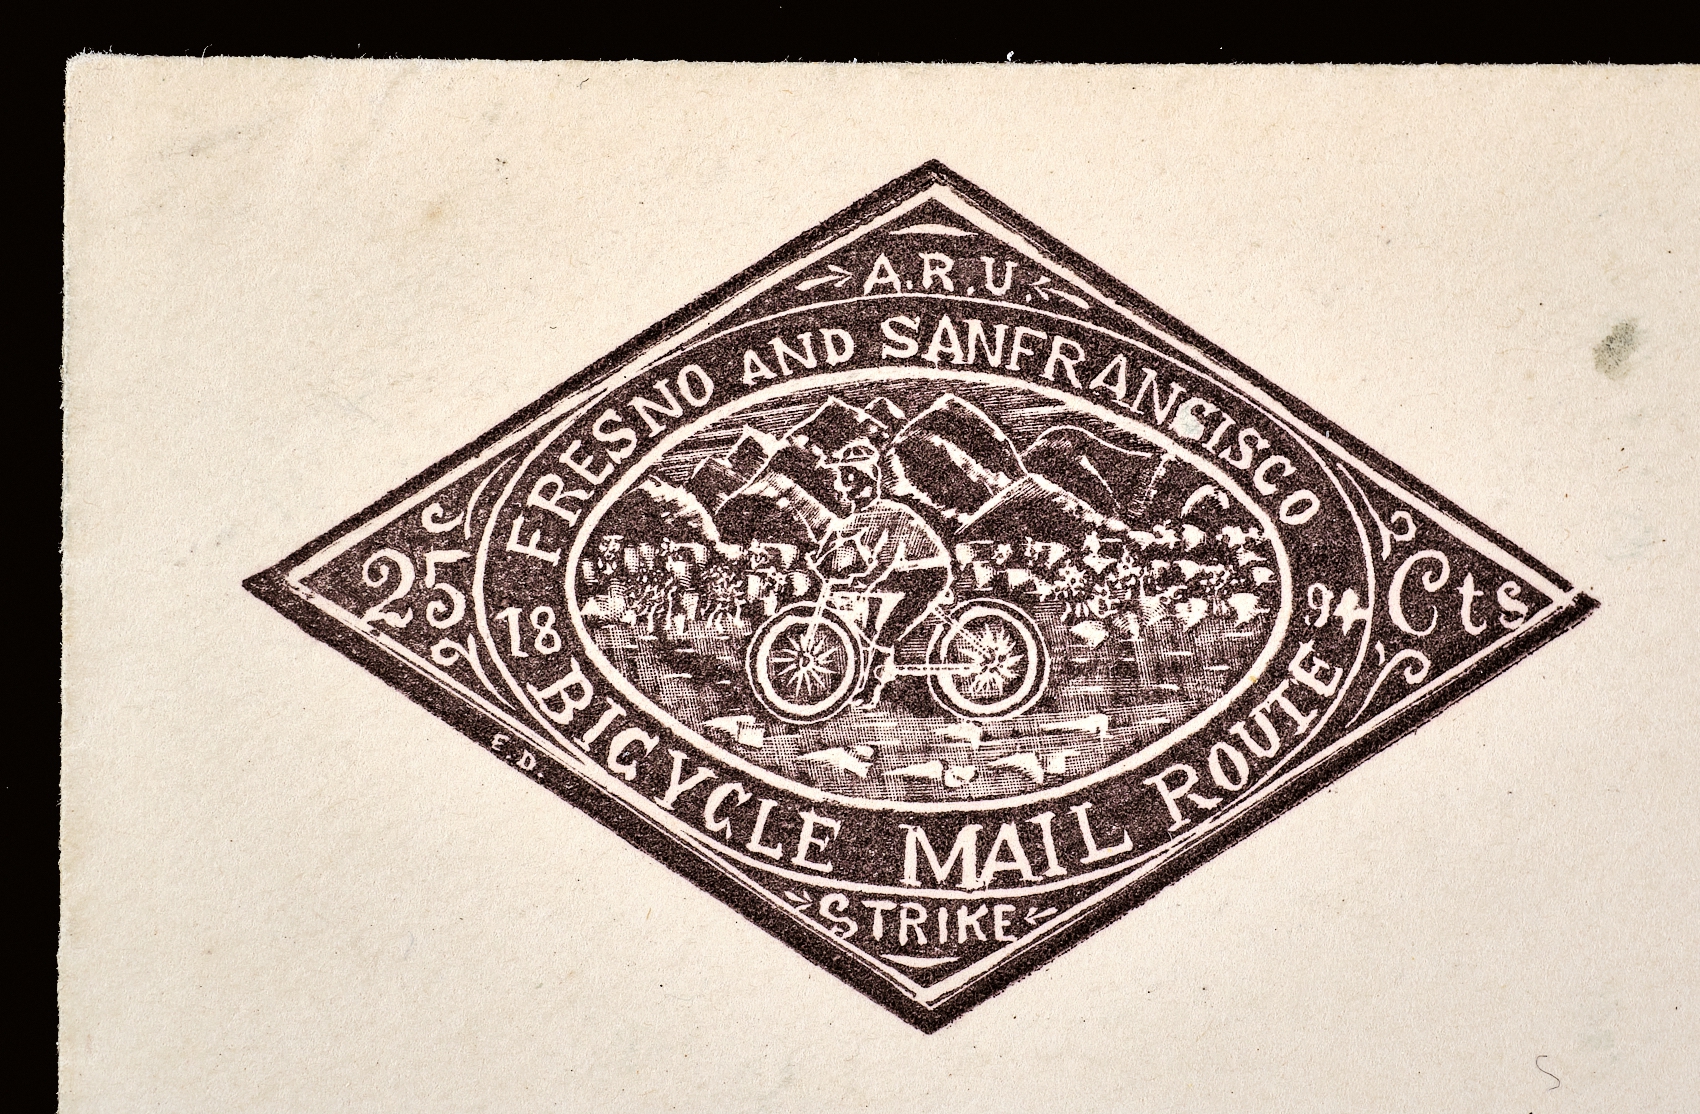 A.R.U.
FRESNO AND SANFRANCISCO
25 Cts
18 94
BICYCLE MAIL ROUTE
E.D.
STRIKE